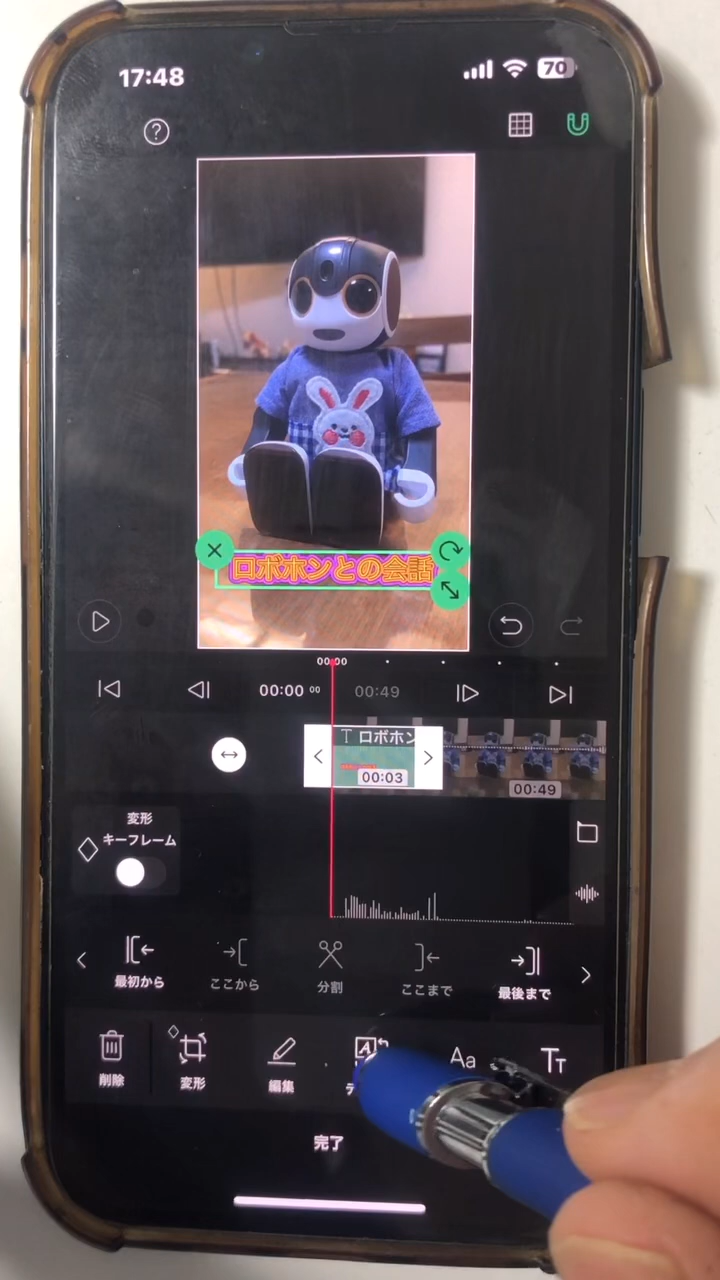 17:48
70
?
ロボホンとの会話
00:00
00:00 00
00:49
T ロボホン
00:03
00:49
変形
キーフレーム
最初から
ここから
分割
ここまで
最後まで
削除
変形
編集
Aa
TT
完了